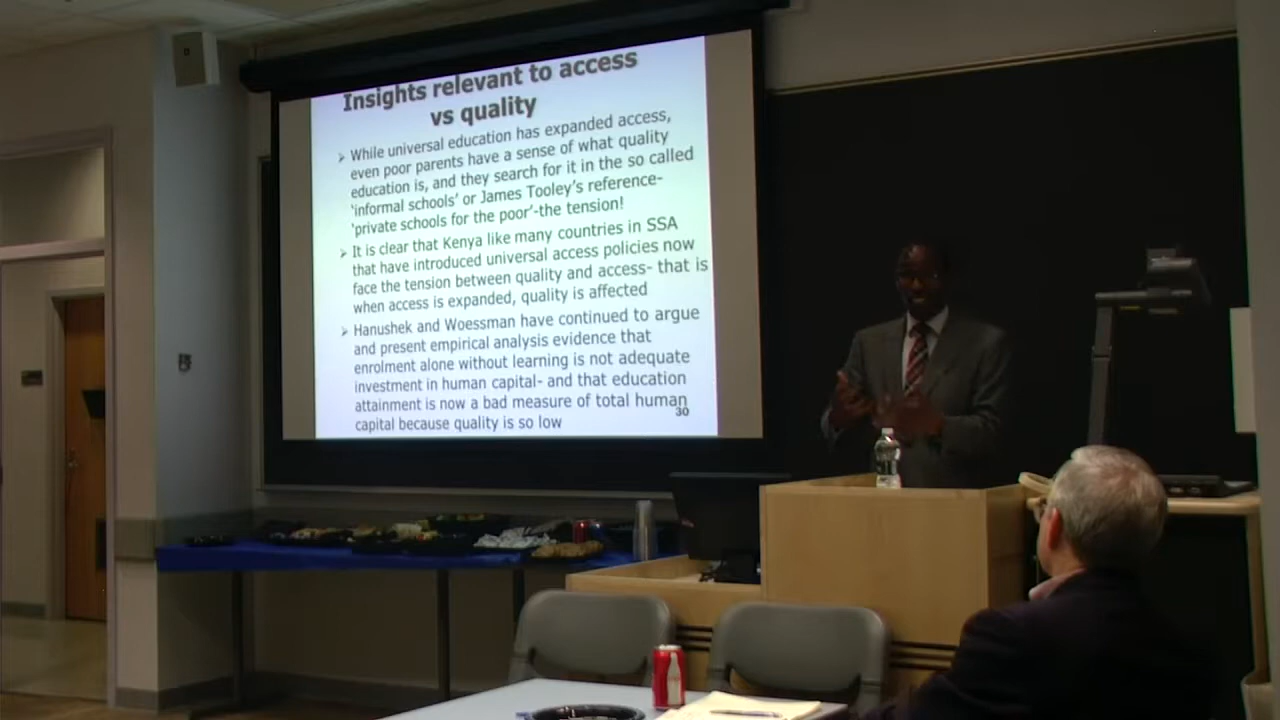 Insights relevant to access
vs quality
➢ While universal education has expanded access,
even poor parents have a sense of what quality
education is, and they search for it in the so called
'informal schools' or James Tooley's reference-
'private schools for the poor'-the tension!
➢ It is clear that Kenya like many countries in SSA
that have introduced universal access policies now
face the tension between quality and access- that is
when access is expanded, quality is affected
➢ Hanushek and Woessman have continued to argue
and present empirical analysis evidence that
enrolment alone without learning is not adequate
investment in human capital- and that education
attainment is now a bad measure of total human
capital because quality is so low
30